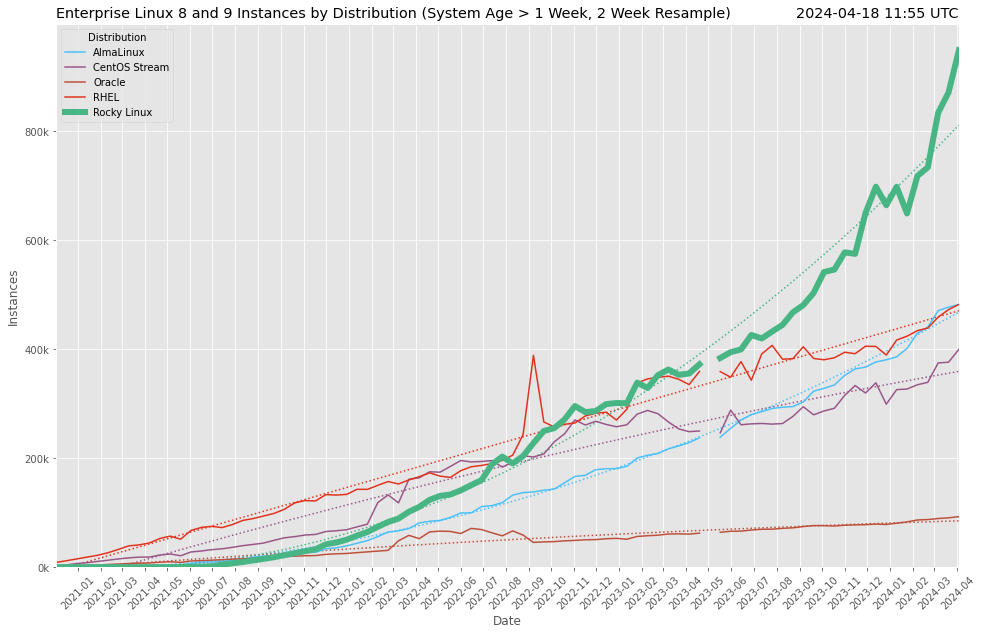 Enterprise Linux 8 and 9 Instances by Distribution (System Age > 1 Week, 2 Week Resample)
2024-04-18 11:55 UTC
Distribution
AlmaLinux
CentOS Stream
Oracle
RHEL
Rocky Linux
800k
600k
400k
200k
0k
Instances
2021-01
2021-02
2021-03
2021-04
2021-05
2021-06
2021-07
2021-08
2021-09
2021-10
2021-11
2021-12
2022-01
2022-02
2022-03
2022-04
2022-05
2022-06
2022-07
2022-08
2022-09
2022-10
2022-11
2022-12
2023-01
2023-02
2023-03
2023-04
2023-05
2023-06
2023-07
2023-08
2023-09
2023-10
2023-11
2023-12
2024-01
2024-02
2024-03
2024-04
Date